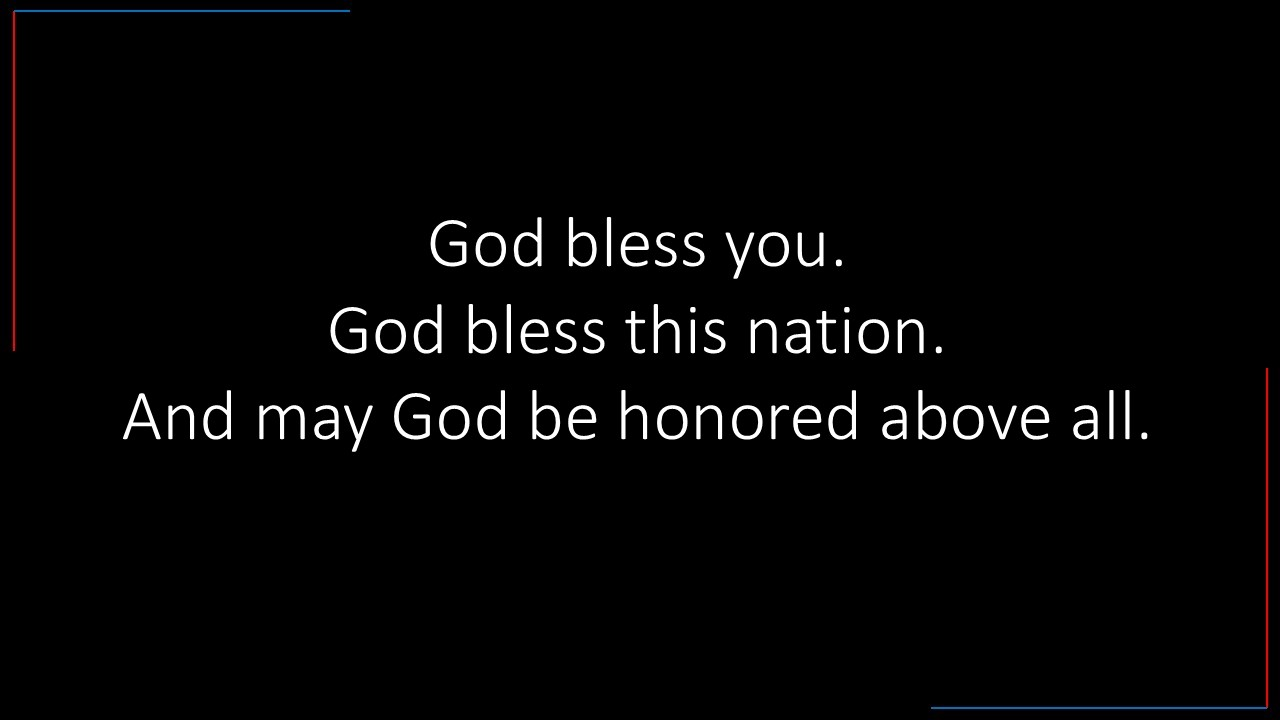 God bless you.
God bless this nation.
And may God be honored above all.